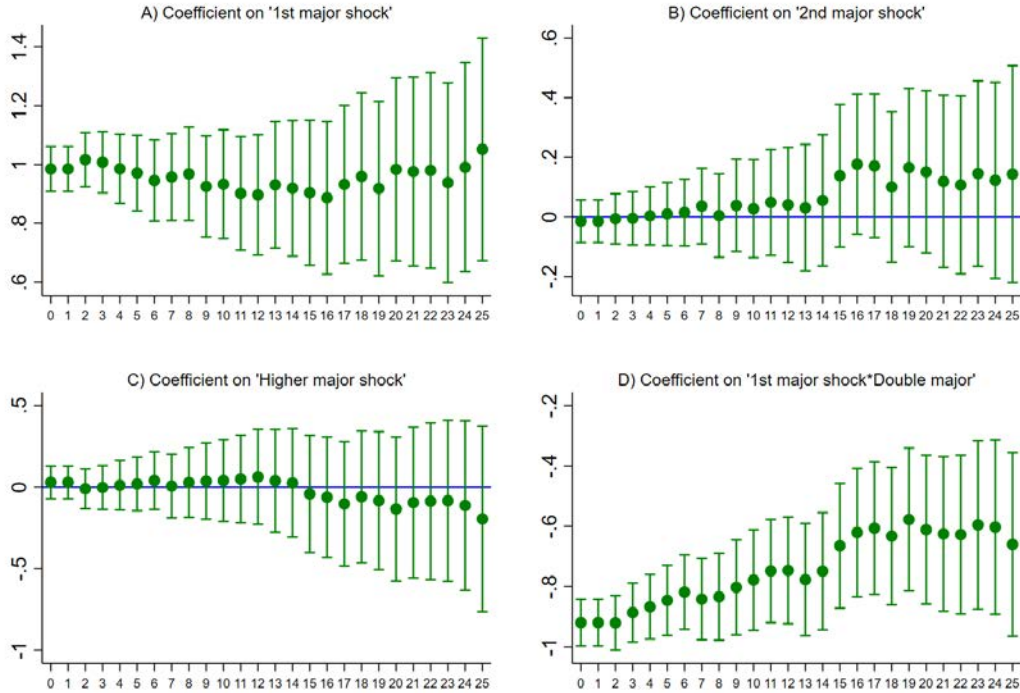 A) Coefficient on '1st major shock'
1.4
1.2
1
.8
.6
0 1 2 3 4 5 6 7 8 9 10 11 12 13 14 15 16 17 18 19 20 21 22 23 24 25
B) Coefficient on '2nd major shock'
.6
.4
.2
0
-.2
0 1 2 3 4 5 6 7 8 9 10 11 12 13 14 15 16 17 18 19 20 21 22 23 24 25
C) Coefficient on 'Higher major shock'
.5
0
-.5
-1
0 1 2 3 4 5 6 7 8 9 10 11 12 13 14 15 16 17 18 19 20 21 22 23 24 25
D) Coefficient on '1st major shock*Double major'
-.2
-.4
-.6
-.8
-1
0 1 2 3 4 5 6 7 8 9 10 11 12 13 14 15 16 17 18 19 20 21 22 23 24 25